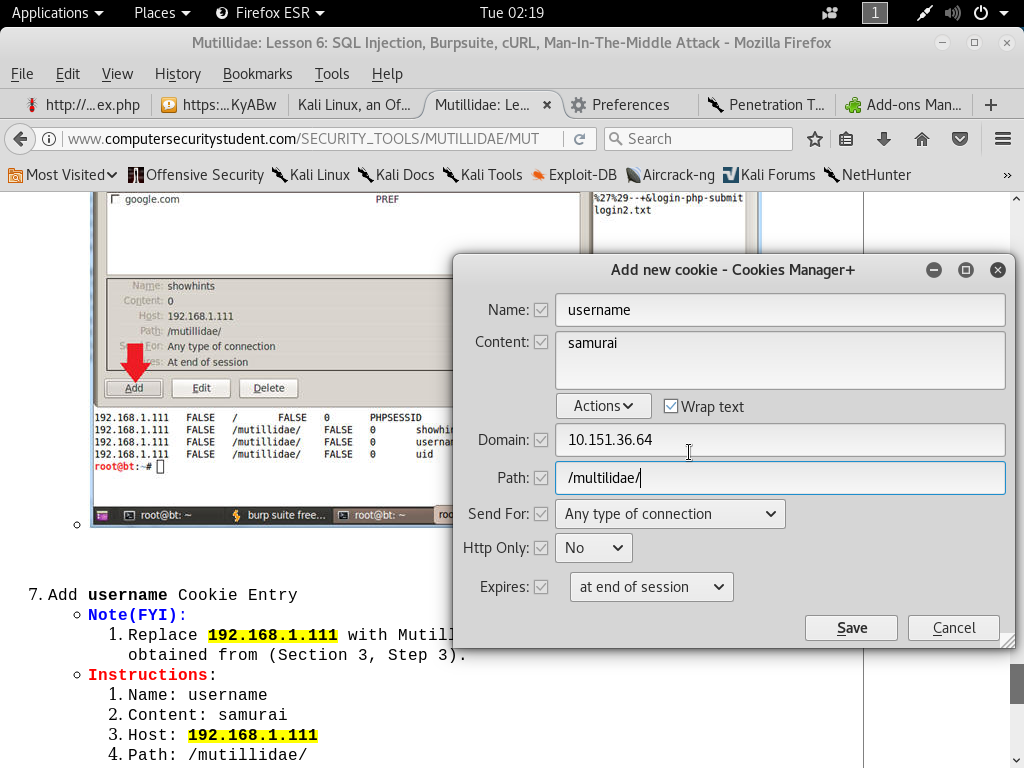 Applications Places Firefox ESR Tue 02:19 1
Mutillidae: Lesson 6: SQL Injection, Burpsuite, cURL, Man-In-The-Middle Attack - Mozilla Firefox
File Edit View History Bookmarks Tools Help
http://...ex.php https:...KyABw Kali Linux, an Of... Mutillidae: Le... Preferences Penetration T... Add-ons Man...
www.computersecuritystudent.com/SECURITY_TOOLS/MUTILLIDAE/MUT Search
Most Visited Offensive Security Kali Linux Kali Docs Kali Tools Exploit-DB Aircrack-ng Kali Forums NetHunter »
google.com PREF
%27%29--+&login-php-submit
login2.txt
Name: showhints
Content: 0
Host: 192.168.1.111
Path: /mutillidae/
Any type of connection
At end of session
Add Edit Delete
192.168.1.111 FALSE / FALSE 0 PHPSESSID
192.168.1.111 FALSE /mutillidae/ FALSE 0 showhin
192.168.1.111 FALSE /mutillidae/ FALSE 0 usernam
192.168.1.111 FALSE /mutillidae/ FALSE 0 uid
root@bt:~#
root@bt: ~ burp suite free... root@bt: ~ roo
Add new cookie - Cookies Manager+
Name: username
Content: samurai
Actions Wrap text
Domain: 10.151.36.64
Path: /multilidae/
Send For: Any type of connection
Http Only: No
Expires: at end of session
Save Cancel
7. Add username Cookie Entry
Note(FYI):
1. Replace 192.168.1.111 with Mutill
obtained from (Section 3, Step 3).
Instructions:
1. Name: username
2. Content: samurai
3. Host: 192.168.1.111
4. Path: /mutillidae/